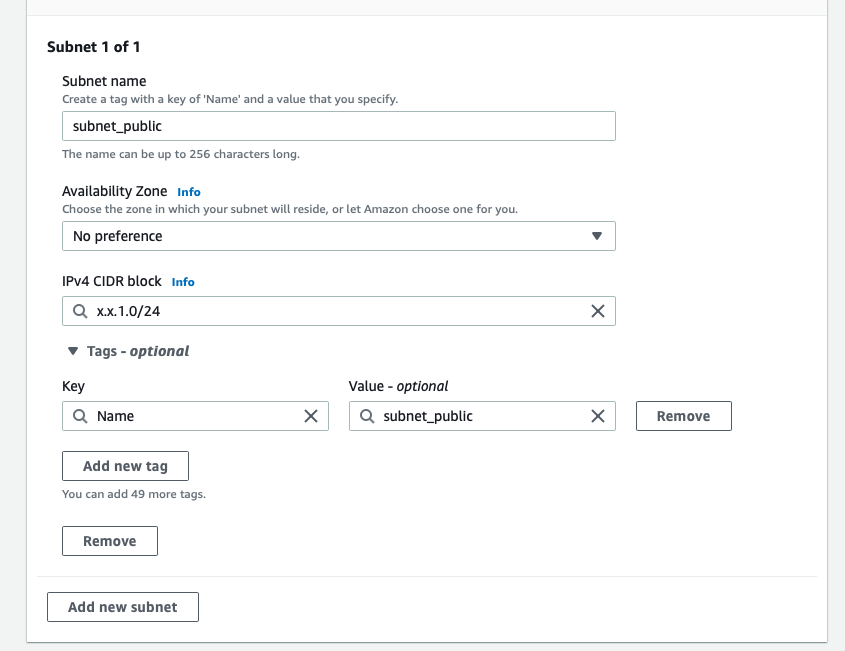 Subnet 1 of 1
Subnet name
Create a tag with a key of 'Name' and a value that you specify.
subnet_public
The name can be up to 256 characters long.
Availability Zone Info
Choose the zone in which your subnet will reside, or let Amazon choose one for you.
No preference
IPv4 CIDR block Info
x.x.1.0/24
Tags - optional
Key Value - optional
Name subnet_public Remove
Add new tag
You can add 49 more tags.
Remove
Add new subnet